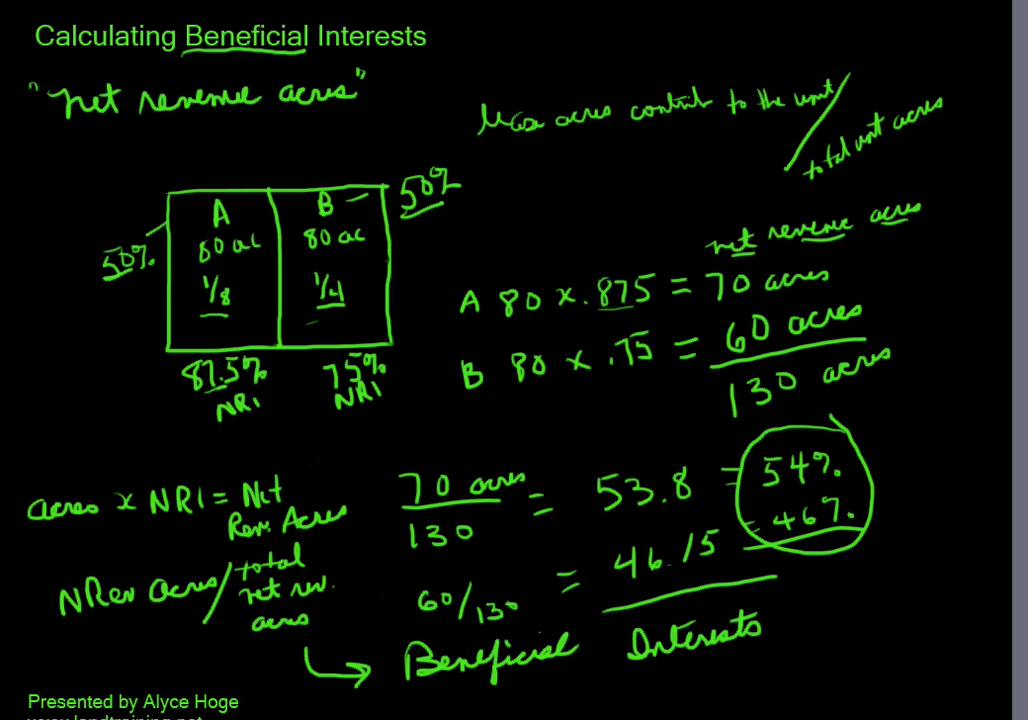 Calculating Beneficial Interests
"net revenue acres"
acres contrib to the unit/
total unit acres
50%
A
80 ac
1/8
B
80 ac
1/4
50%
87.5%
NRI
75%
NRI
net revenue acres
A 80 x .875 = 70 acres
B 80 x .75 = 60 acres
130 acres
acres x NRI = Net
Rev. Acres
NRev acres/total
net rev.
acres
70 acres
130
= 53.8 = 54%
60/130 = 46.15 = 46%
Beneficial Interests
Presented by Alyce Hoge
www.landtraining.net